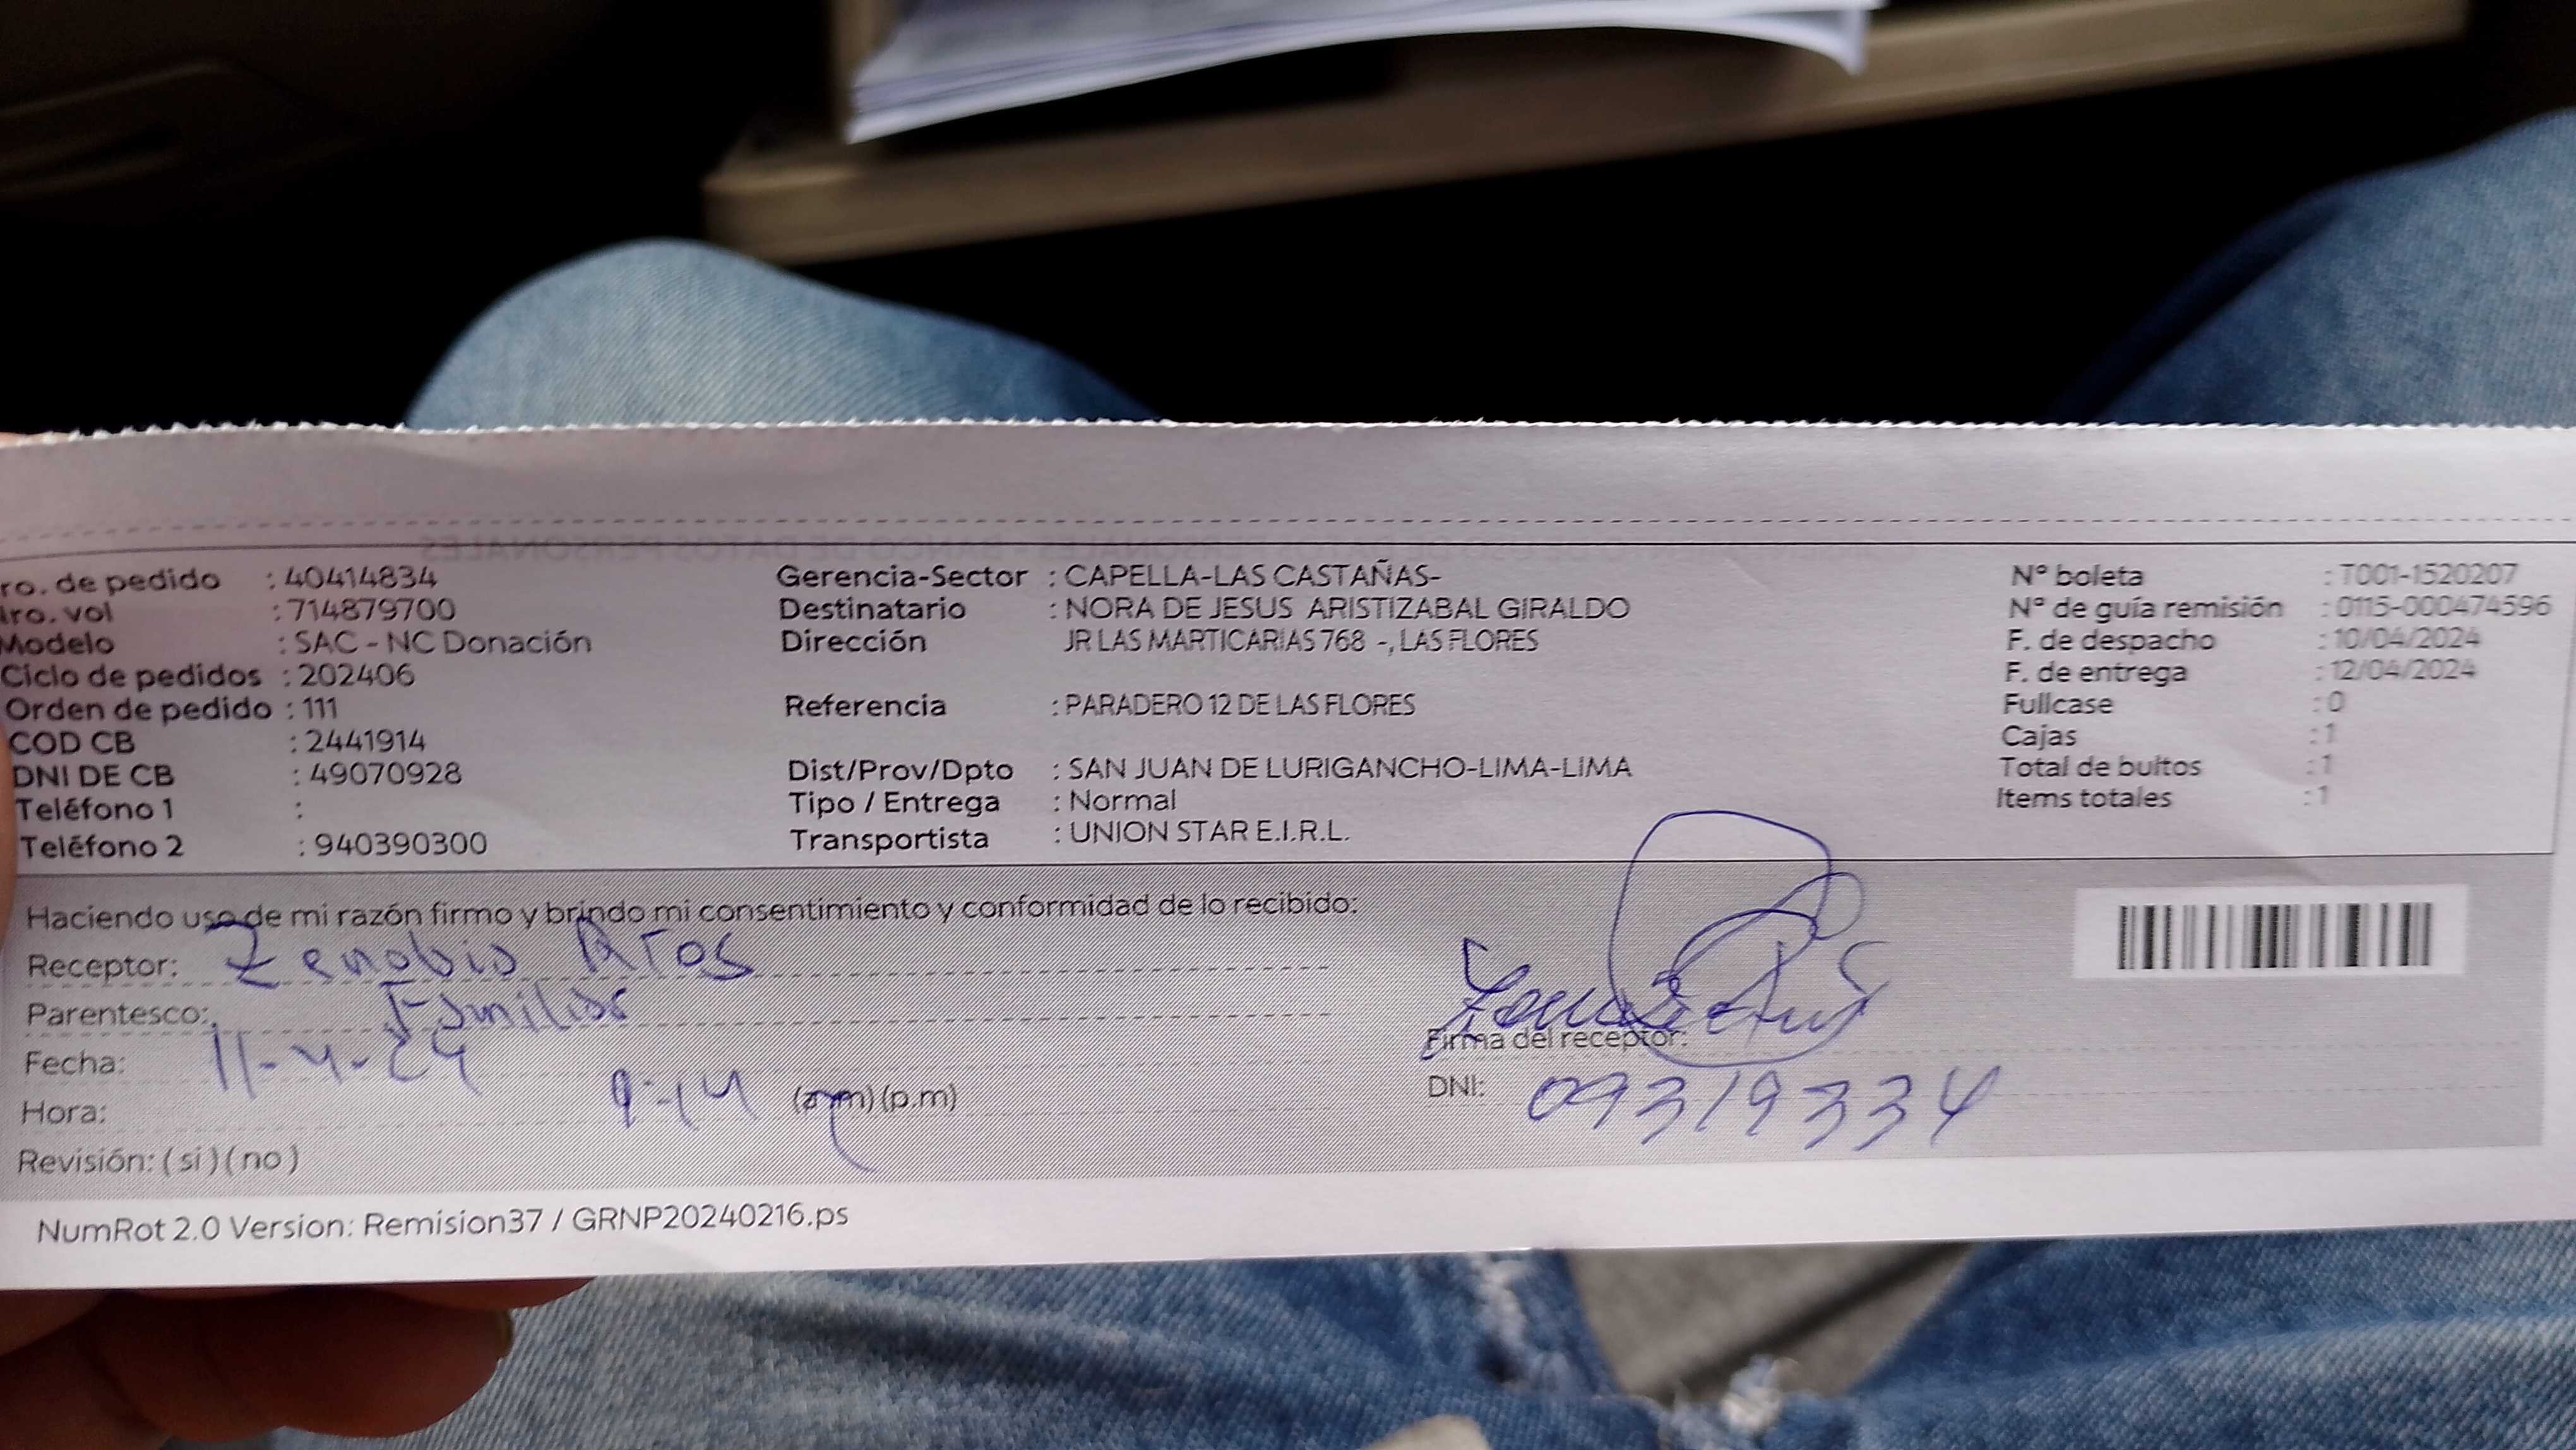 ro. de pedido : 40414834
Nro. vol : 714879700
Modelo : SAC - NC Donación
Ciclo de pedidos : 202406
Orden de pedido : 111
COD CB : 2441914
DNI DE CB : 49070928
Teléfono 1 :
Teléfono 2 : 940390300
Gerencia-Sector : CAPELLA-LAS CASTAÑAS-
Destinatario : NORA DE JESUS ARISTIZABAL GIRALDO
Dirección JR LAS MARTICARIAS 768 -, LAS FLORES
Referencia : PARADERO 12 DE LAS FLORES
Dist/Prov/Dpto : SAN JUAN DE LURIGANCHO-LIMA-LIMA
Tipo / Entrega : Normal
Transportista : UNION STAR E.I.R.L.
N° boleta : T001-1520207
N° de guía remisión : 0115-000474596
F. de despacho : 10/04/2024
F. de entrega : 12/04/2024
Fullcase : 0
Cajas : 1
Total de bultos : 1
Items totales : 1
Haciendo uso de mi razón firmo y brindo mi consentimiento y conformidad de lo recibido:
Receptor: Zenobio
Parentesco: Familiar
Fecha: 11-4-24
Hora: 9:14 (a.m) (p.m)
Revisión: (si) (no)
Firma del receptor:
DNI: 09319334
NumRot 2.0 Version: Remision37 / GRNP20240216.ps